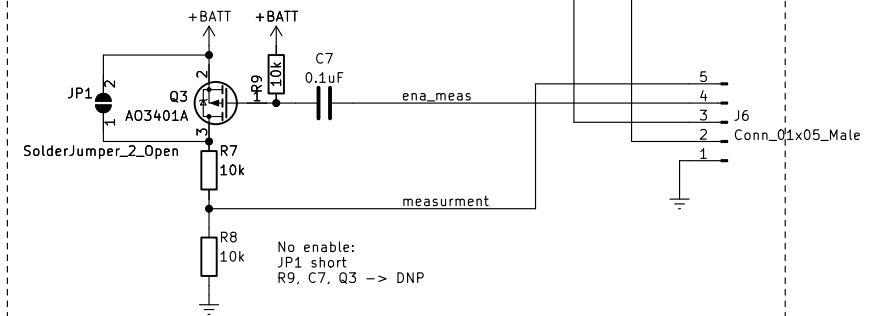 +BATT
+BATT
2
JP1
1
2
Q3
AO3401A
1
3
SolderJumper_2_Open
R9
10k
C7
0.1uF
ena_meas
R7
10k
measurment
R8
10k
No enable:
JP1 short
R9, C7, Q3 -> DNP
5
4
3
2
1
J6
Conn_01x05_Male